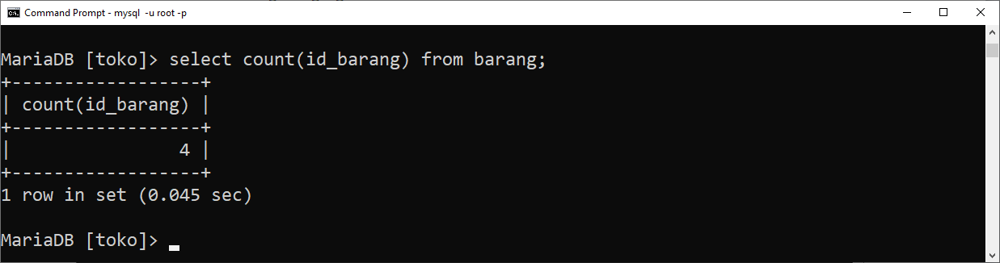 Command Prompt - mysql -u root -p
MariaDB [toko]> select count(id_barang) from barang;
+------------------+
| count(id_barang) |
+------------------+
|                4 |
+------------------+
1 row in set (0.045 sec)
MariaDB [toko]> _